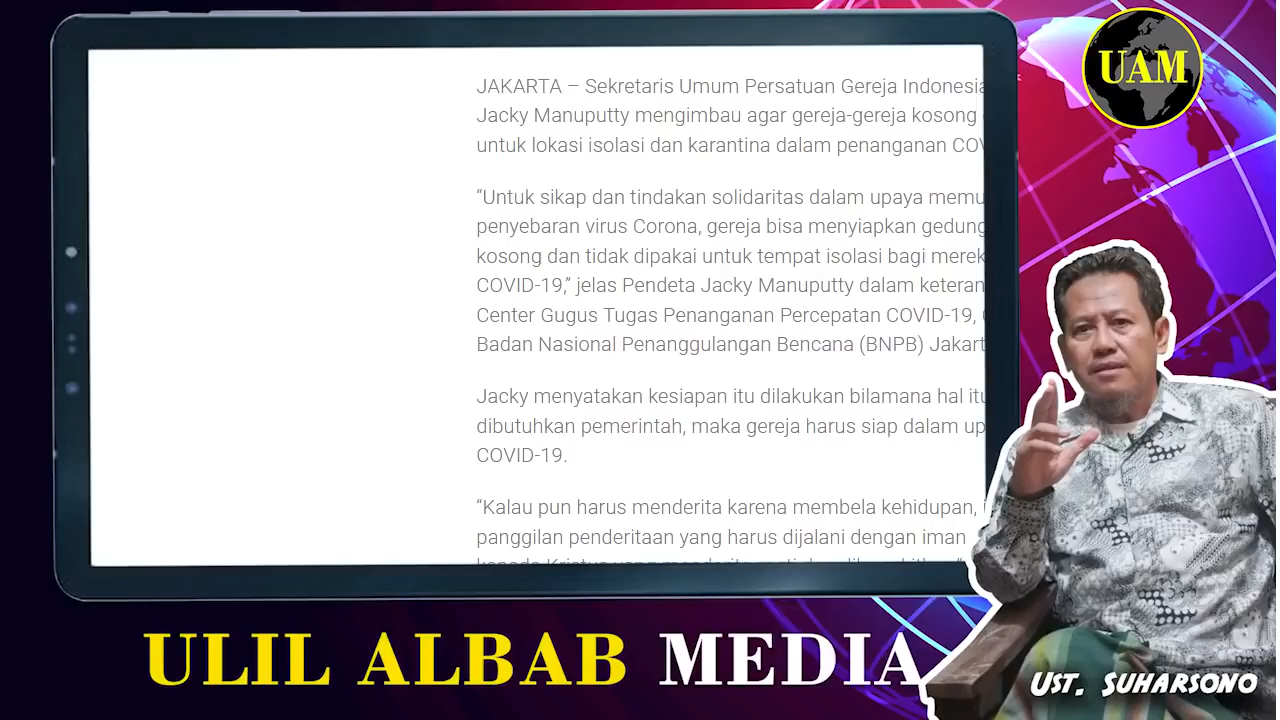 JAKARTA – Sekretaris Umum Persatuan Gereja Indonesia
Jacky Manuputty mengimbau agar gereja-gereja kosong
untuk lokasi isolasi dan karantina dalam penanganan
“Untuk sikap dan tindakan solidaritas dalam upaya
penyebaran virus Corona, gereja bisa menyiapkan gedung
kosong dan tidak dipakai untuk tempat isolasi bagi
COVID-19,” jelas Pendeta Jacky Manuputty dalam
Center Gugus Tugas Penanganan Percepatan COVID-19,
Badan Nasional Penanggulangan Bencana (BNPB)
Jacky menyatakan kesiapan itu dilakukan bilamana hal itu
dibutuhkan pemerintah, maka gereja harus siap dalam
COVID-19.
“Kalau pun harus menderita karena membela kehidupan,
panggilan penderitaan yang harus dijalani dengan iman
UAM
ULIL ALBAB MEDIA
UST. SUHARSONO